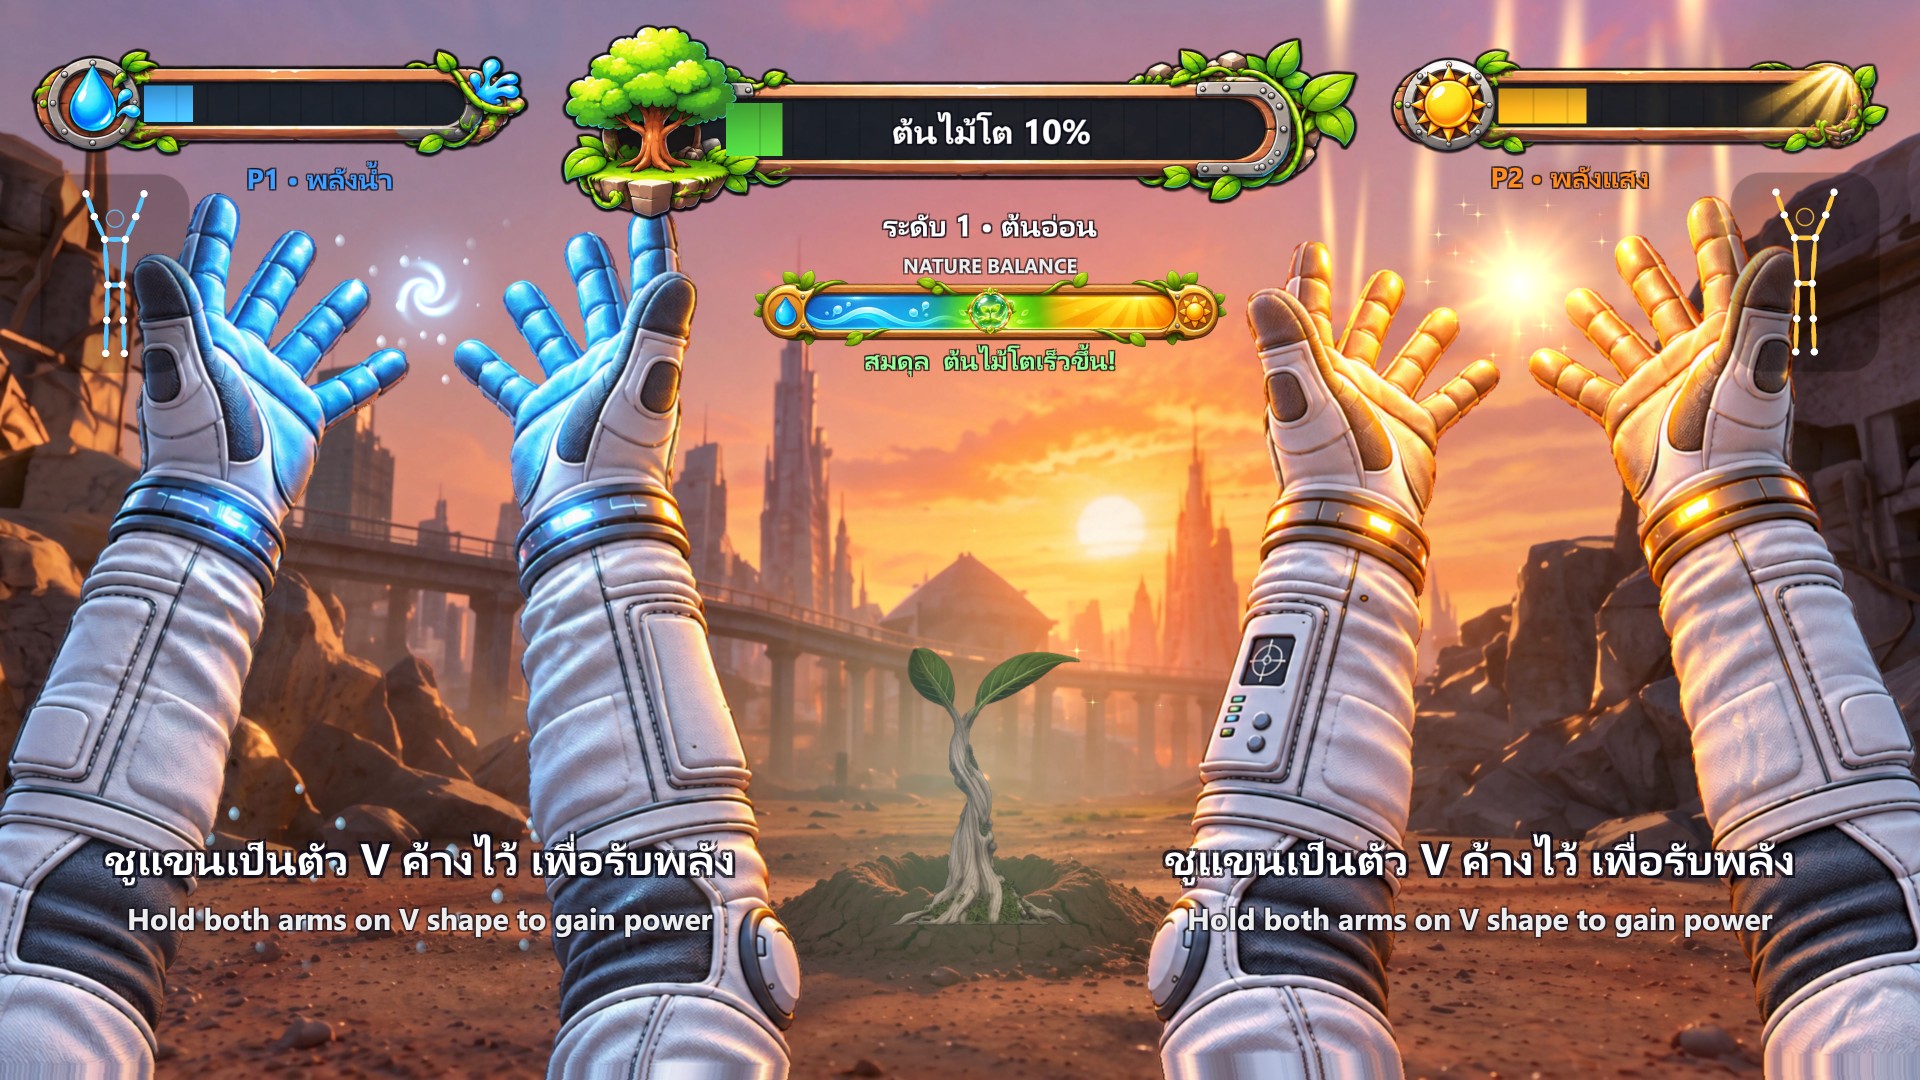 ต้นไม้โต 10%
P1 • พลังน้ำ
P2 • พลังแสง
ระดับ 1 • ต้นอ่อน
NATURE BALANCE
สมดุล ต้นไม้โตเร็วขึ้น!
ชูแขนเป็นตัว V ค้างไว้ เพื่อรับพลัง
Hold both arms on V shape to gain power
ชูแขนเป็นตัว V ค้างไว้ เพื่อรับพลัง
Hold both arms on V shape to gain power